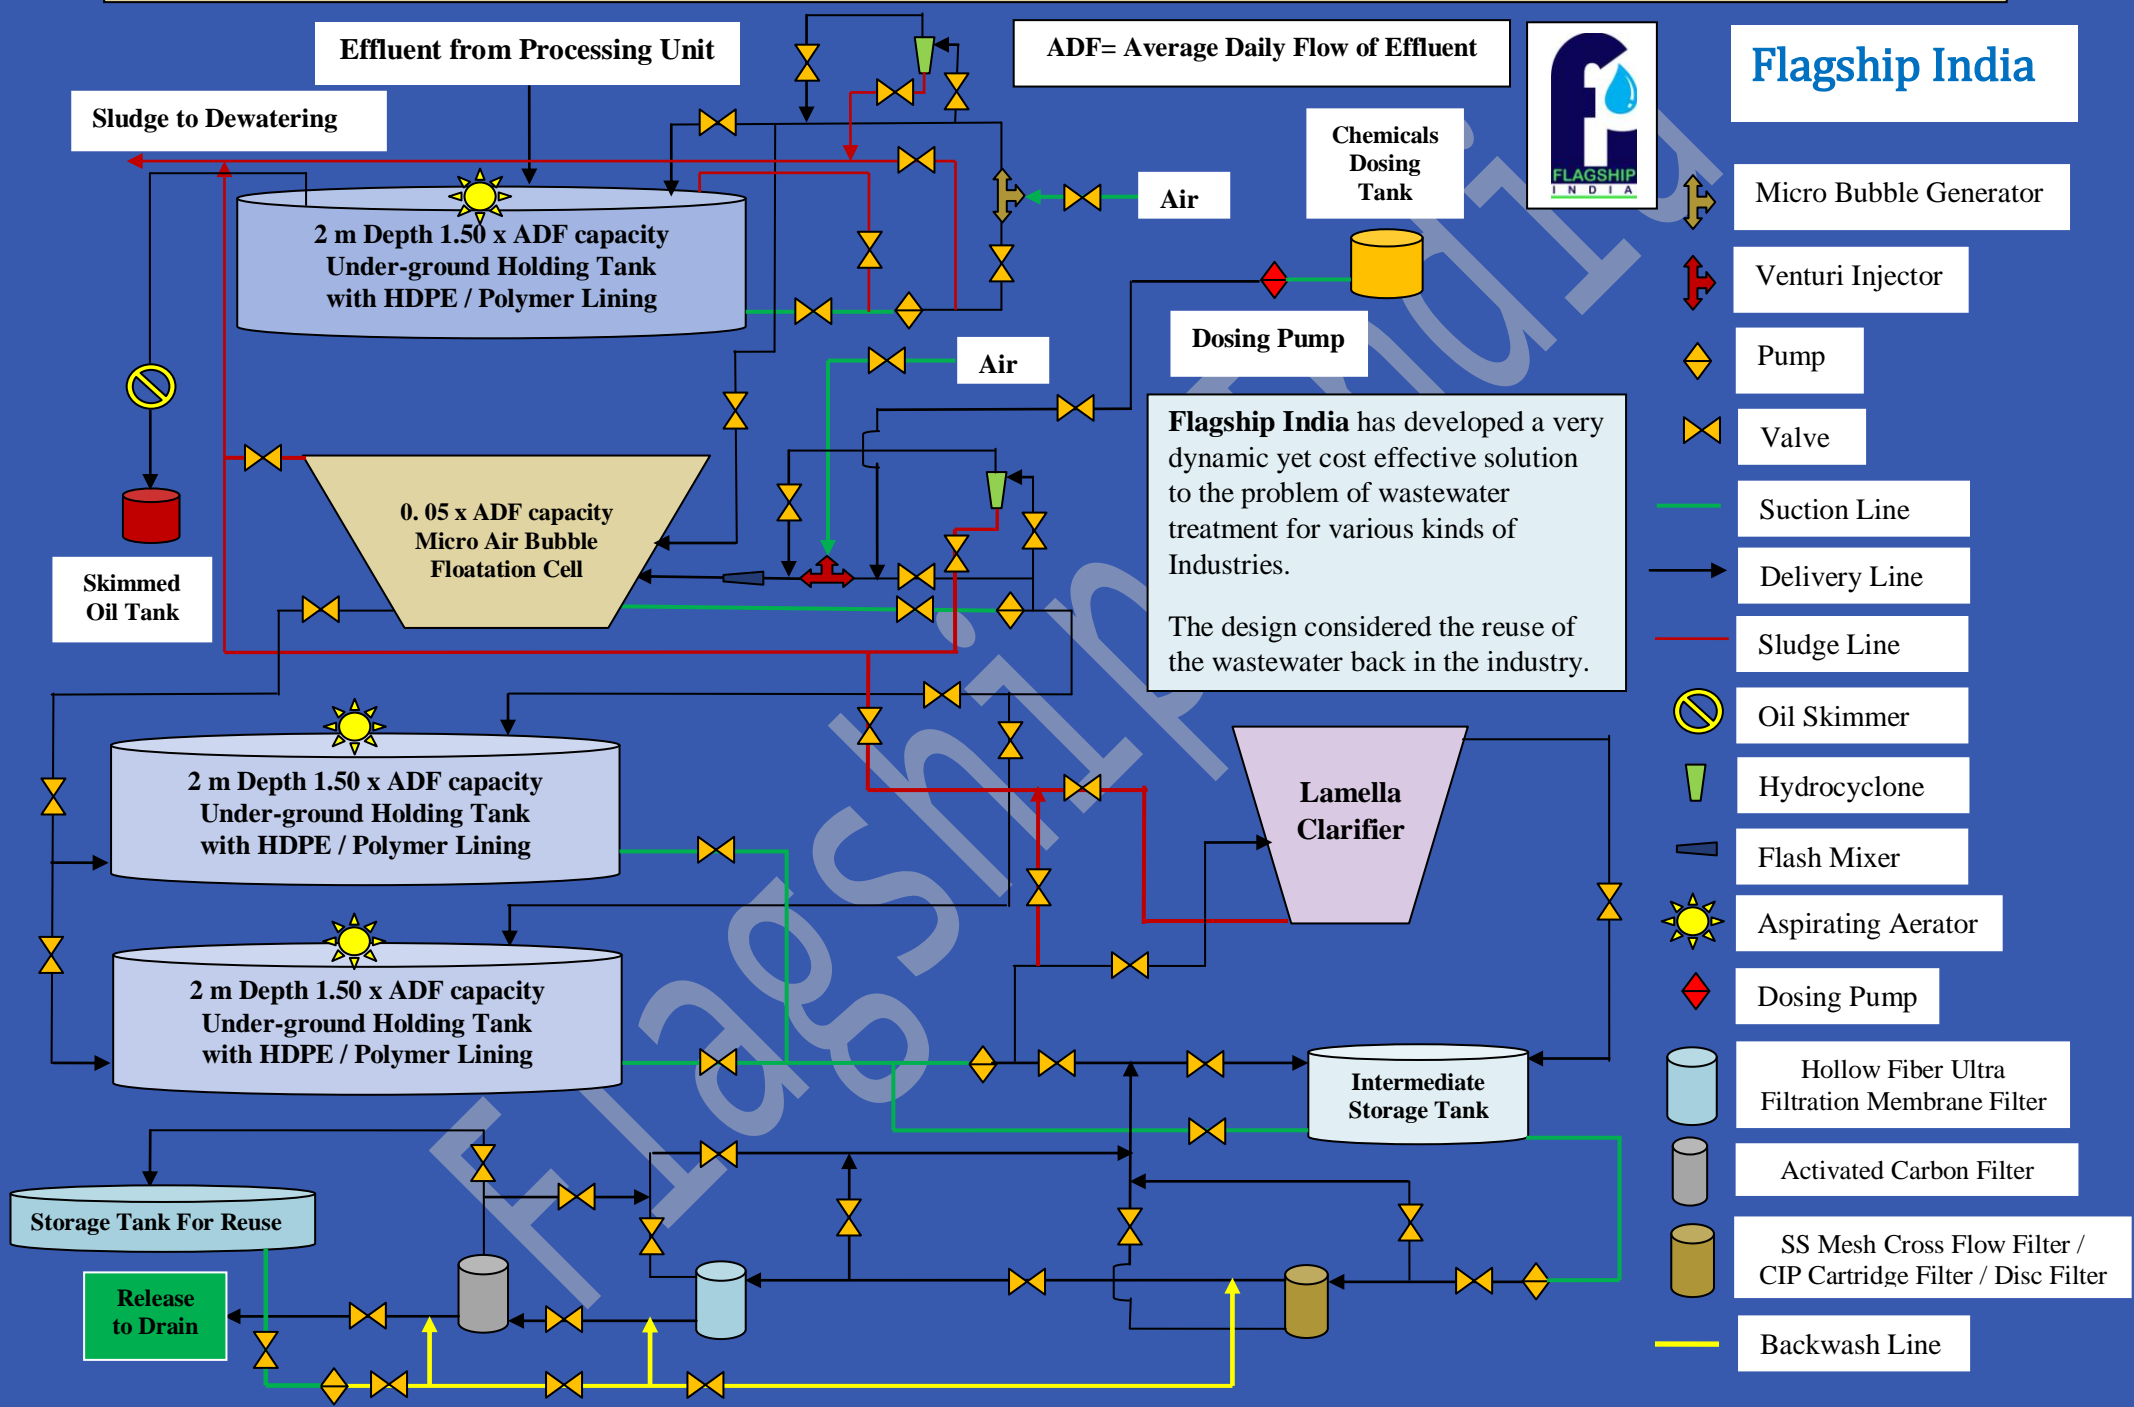 Effluent from Processing Unit
ADF= Average Daily Flow of Effluent
FLAGSHIP
INDIA
Flagship India
Sludge to Dewatering
Chemicals
Dosing
Tank
Air
2 m Depth 1.50 x ADF capacity
Under-ground Holding Tank
with HDPE / Polymer Lining
Dosing Pump
Air
Flagship India has developed a very
dynamic yet cost effective solution
to the problem of wastewater
treatment for various kinds of
Industries.
The design considered the reuse of
the wastewater back in the industry.
0. 05 x ADF capacity
Micro Air Bubble
Floatation Cell
Skimmed
Oil Tank
2 m Depth 1.50 x ADF capacity
Under-ground Holding Tank
with HDPE / Polymer Lining
Lamella
Clarifier
2 m Depth 1.50 x ADF capacity
Under-ground Holding Tank
with HDPE / Polymer Lining
Intermediate
Storage Tank
Storage Tank For Reuse
Release
to Drain
Micro Bubble Generator
Venturi Injector
Pump
Valve
Suction Line
Delivery Line
Sludge Line
Oil Skimmer
Hydrocyclone
Flash Mixer
Aspirating Aerator
Dosing Pump
Hollow Fiber Ultra
Filtration Membrane Filter
Activated Carbon Filter
SS Mesh Cross Flow Filter /
CIP Cartridge Filter / Disc Filter
Backwash Line
Flagship India